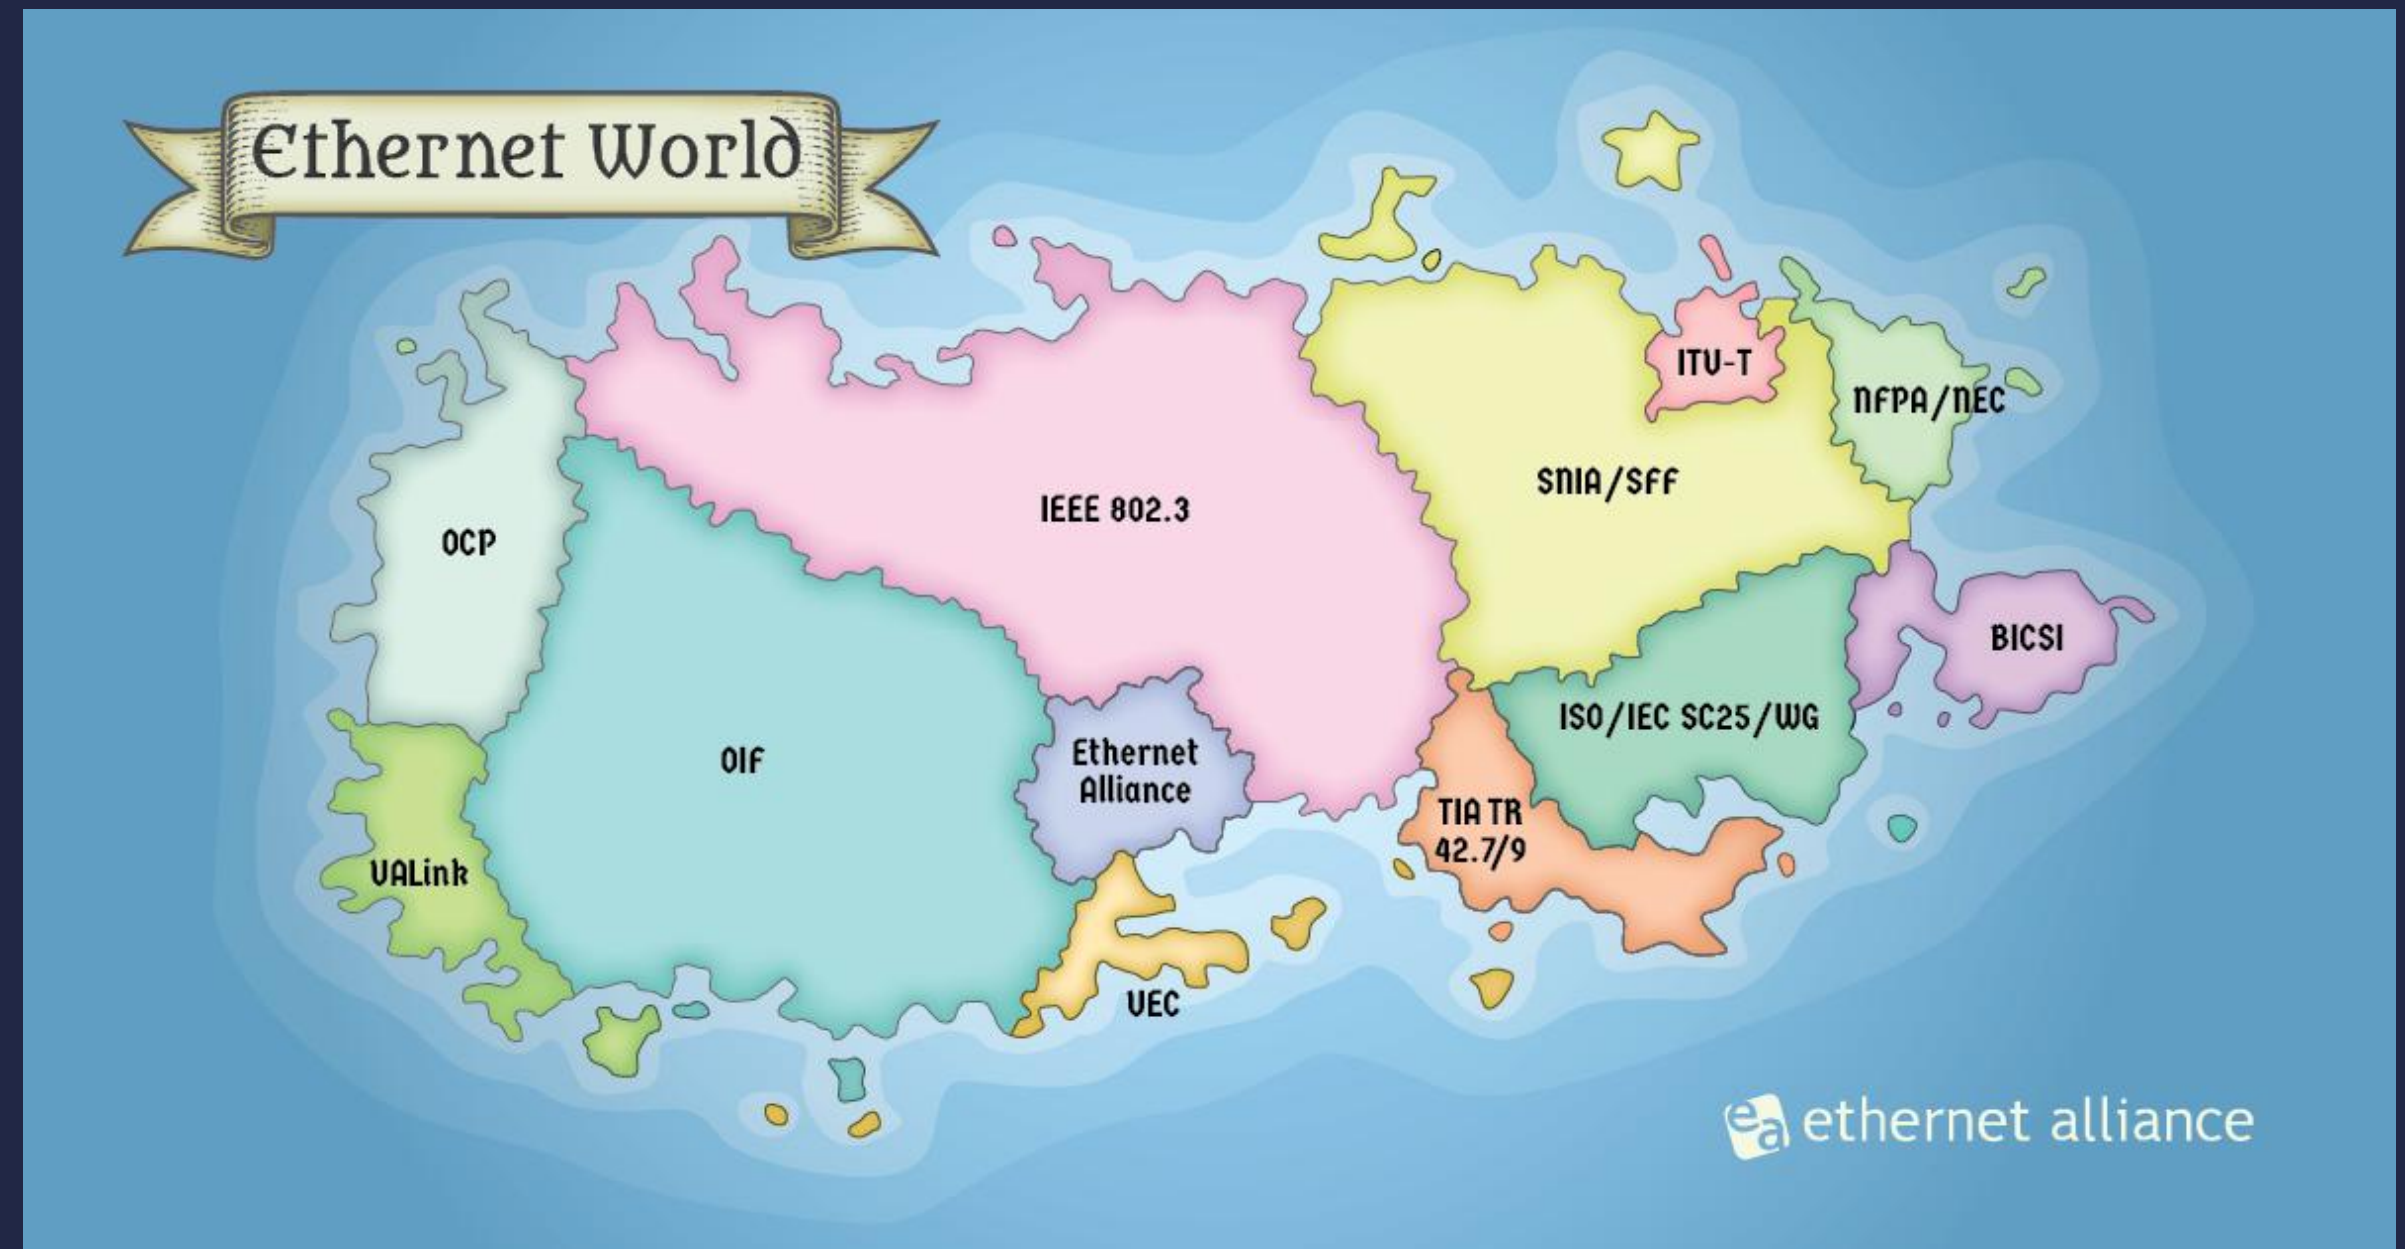 Ethernet World
ITU-T
NFPA/NEC
SNIA/SFF
IEEE 802.3
OCP
BICSI
ISO/IEC SC25/WG
OIF
Ethernet
Alliance
TIA TR
42.7/9
UALink
UEC
ea ethernet alliance